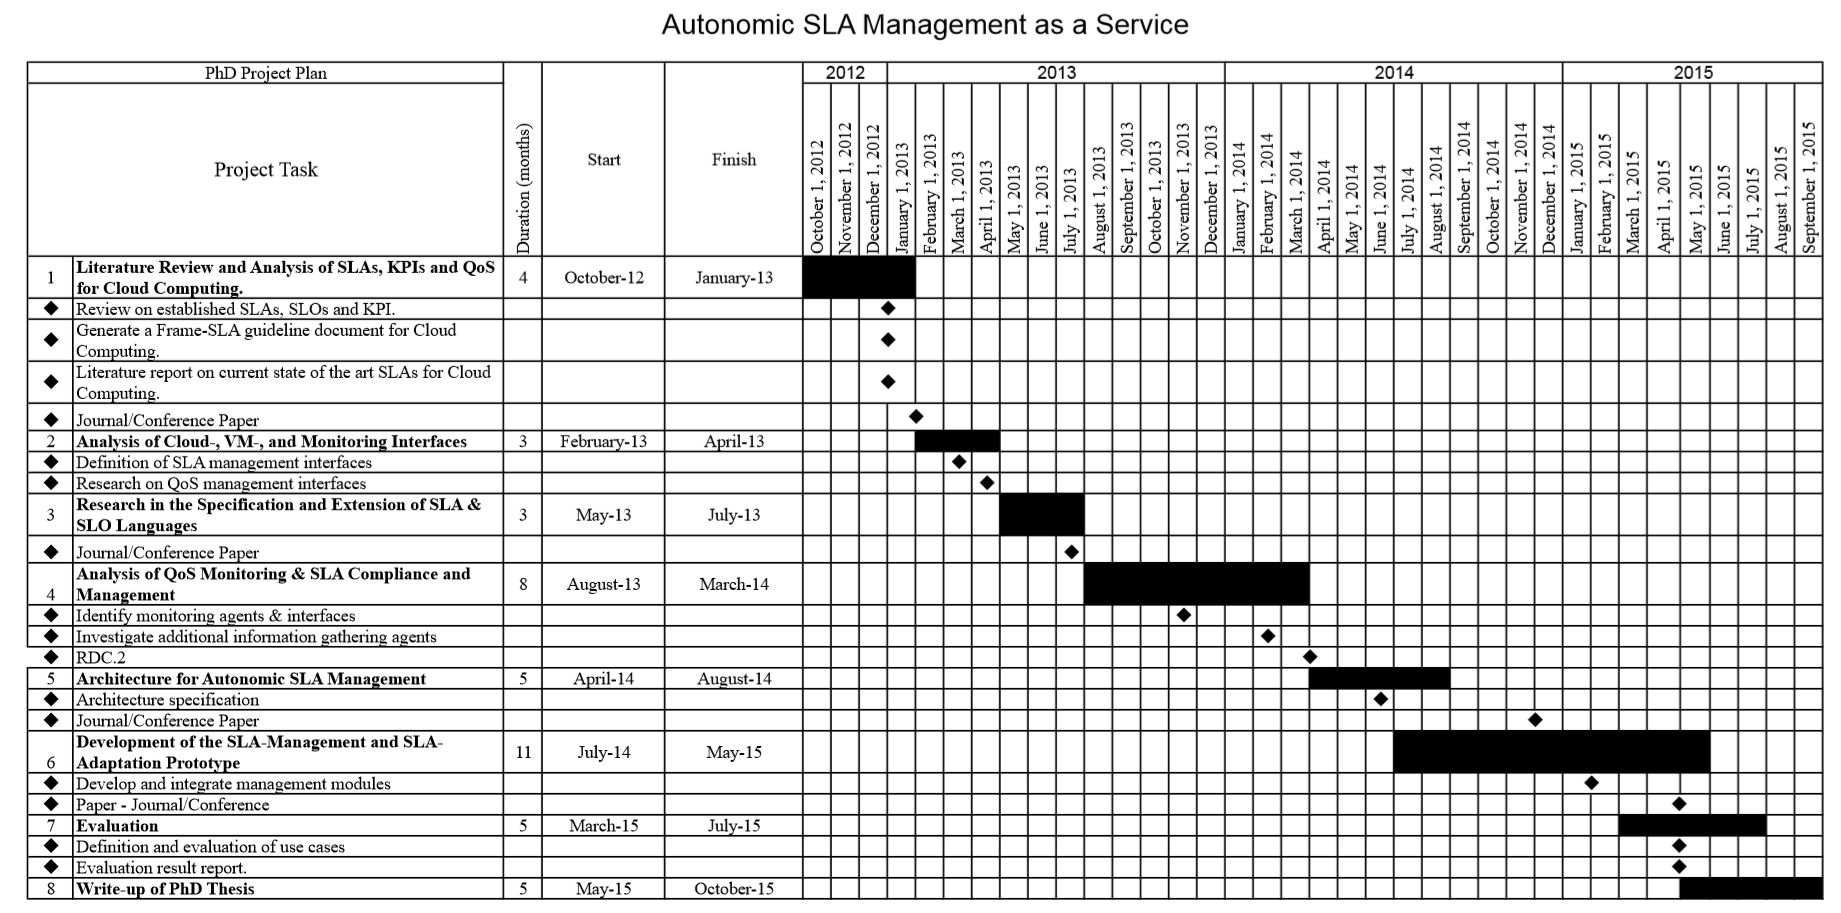 Autonomic SLA Management as a Service
PhD Project Plan
2012 2013 2014 2015
Project Task
Duration (months)
Start
Finish
October 1, 2012
November 1, 2012
December 1, 2012
January 1, 2013
February 1, 2013
March 1, 2013
April 1, 2013
May 1, 2013
June 1, 2013
July 1, 2013
August 1, 2013
September 1, 2013
October 1, 2013
November 1, 2013
December 1, 2013
January 1, 2014
February 1, 2014
March 1, 2014
April 1, 2014
May 1, 2014
June 1, 2014
July 1, 2014
August 1, 2014
September 1, 2014
October 1, 2014
November 1, 2014
December 1, 2014
January 1, 2015
February 1, 2015
March 1, 2015
April 1, 2015
May 1, 2015
June 1, 2015
July 1, 2015
August 1, 2015
September 1, 2015
1 Literature Review and Analysis of SLAs, KPIs and QoS
for Cloud Computing. 4 October-12 January-13
Review on established SLAs, SLOs and KPI.
Generate a Frame-SLA guideline document for Cloud
Computing.
Literature report on current state of the art SLAs for Cloud
Computing.
Journal/Conference Paper
2 Analysis of Cloud-, VM-, and Monitoring Interfaces 3 February-13 April-13
Definition of SLA management interfaces
Research on QoS management interfaces
3 Research in the Specification and Extension of SLA &
SLO Languages 3 May-13 July-13
Journal/Conference Paper
Analysis of QoS Monitoring & SLA Compliance and
4 Management 8 August-13 March-14
Identify monitoring agents & interfaces
Investigate additional information gathering agents
RDC.2
5 Architecture for Autonomic SLA Management 5 April-14 August-14
Architecture specification
Journal/Conference Paper
Development of the SLA-Management and SLA-
6 Adaptation Prototype 11 July-14 May-15
Develop and integrate management modules
Paper - Journal/Conference
7 Evaluation 5 March-15 July-15
Definition and evaluation of use cases
Evaluation result report.
8 Write-up of PhD Thesis 5 May-15 October-15